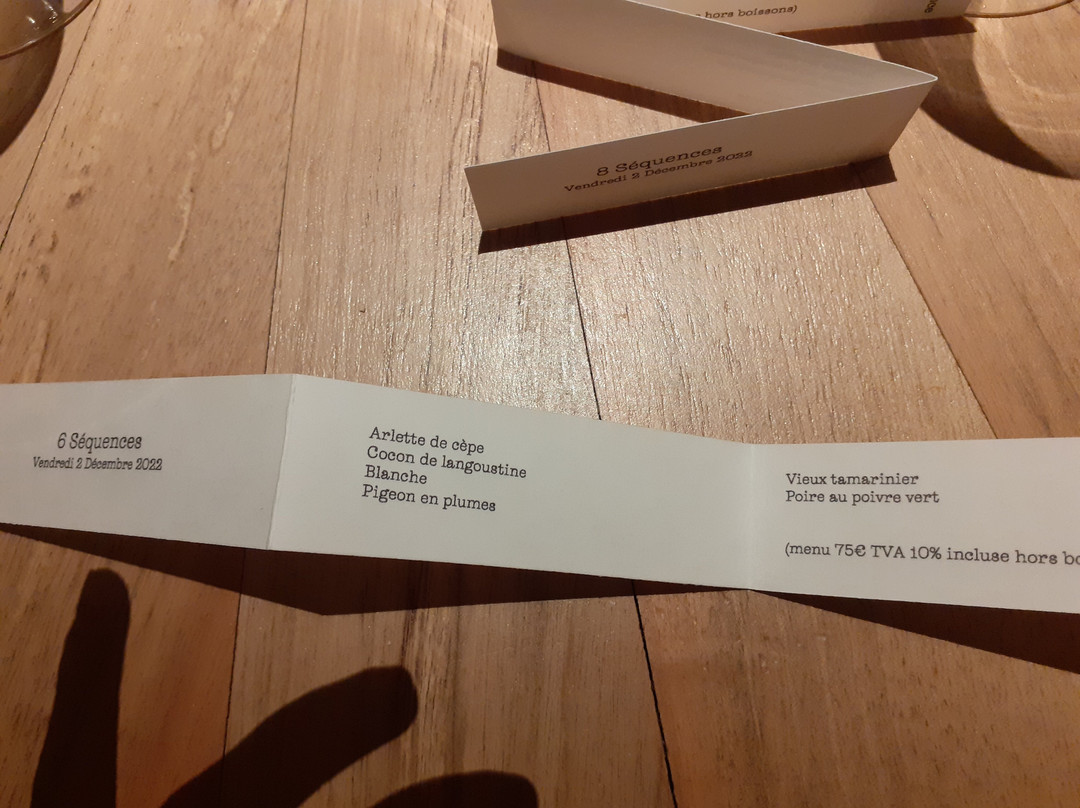 hors boissons)
8 Séquences
Vendredi 2 Décembre 2022
6 Séquences
Vendredi 2 Décembre 2022
Arlette de cèpe
Cocon de langoustine
Blanche
Pigeon en plumes
Vieux tamarinier
Poire au poivre vert
(menu 75€ TVA 10% incluse hors